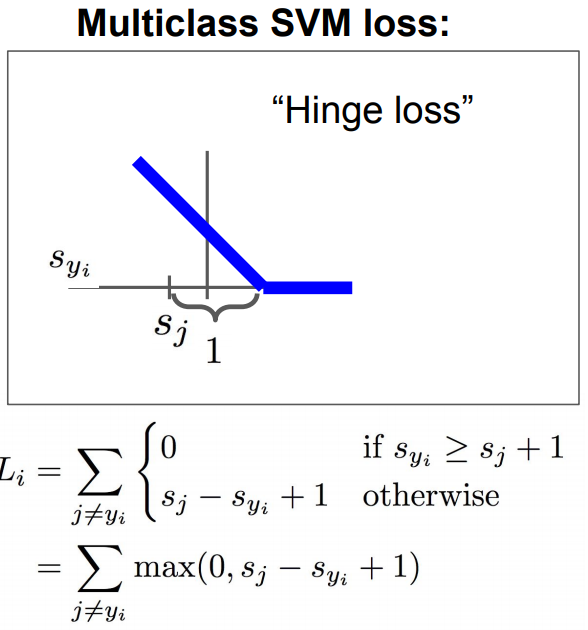 Multiclass SVM loss:
“Hinge loss”
s_{y_i}
s_j
1
L_i = \sum_{j \neq y_i} \begin{cases} 0 & \text{if } s_{y_i} \geq s_j + 1 \\ s_j - s_{y_i} + 1 & \text{otherwise} \end{cases}
= \sum_{j \neq y_i} \max(0, s_j - s_{y_i} + 1)